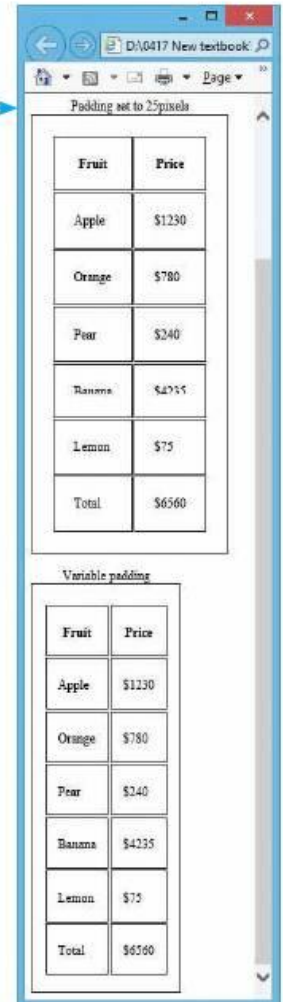 D:\0417 New textbook
Page
Padding set to 25pixels
Fruit Price
Apple $1230
Orange $780
Pear $240
Banana $4235
Lemon $75
Total $6560
Variable padding
Fruit Price
Apple $1230
Orange $780
Pear $240
Banana $4235
Lemon $75
Total $6560